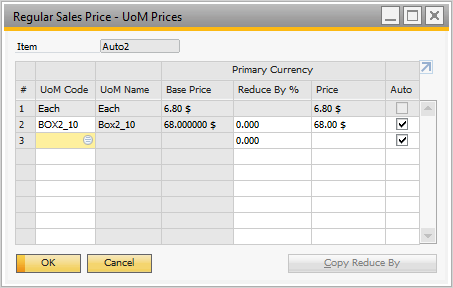 Regular Sales Price - UoM Prices
Item Auto2
Primary Currency
# UoM Code UoM Name Base Price Reduce By % Price Auto
1 Each Each 6.80 $ 6.80 $
2 BOX2_10 Box2_10 68.000000 $ 0.000 68.00 $
3 0.000
OK Cancel Copy Reduce By